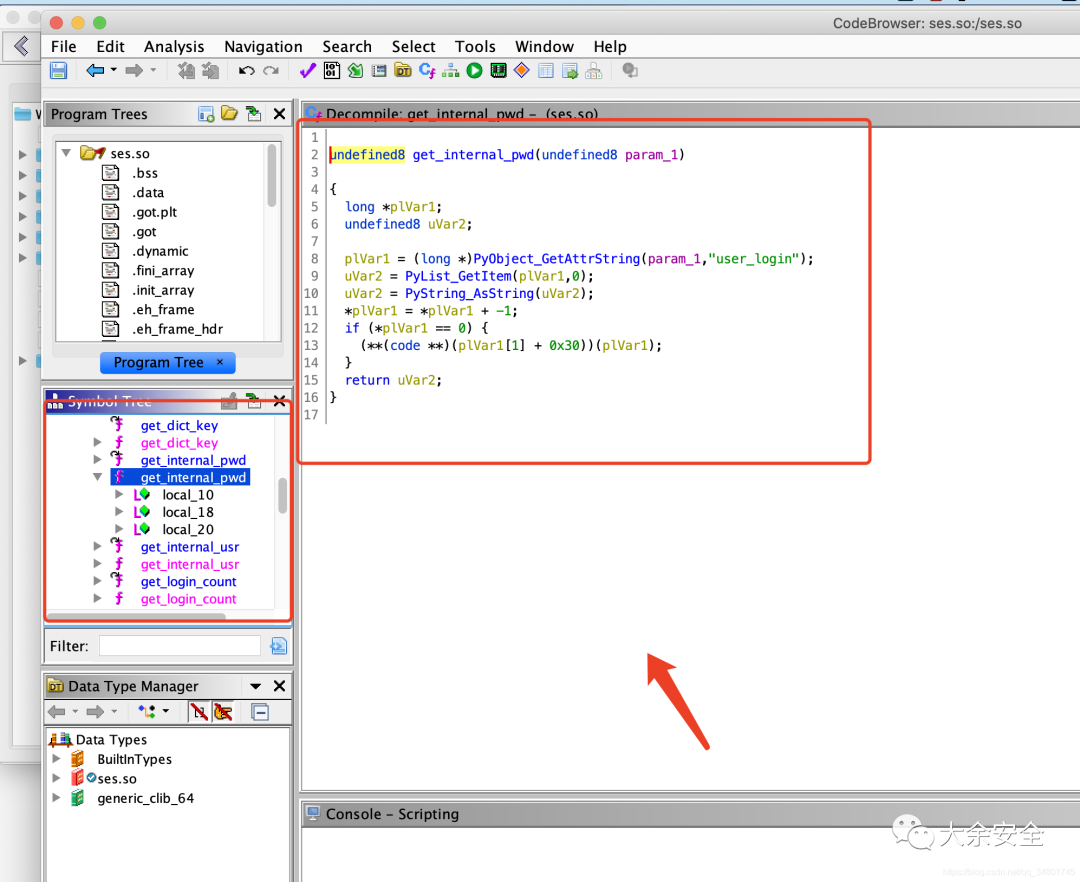 CodeBrowser: ses.so:/ses.so
File Edit Analysis Navigation Search Select Tools Window Help
Program Trees
ses.so
.bss
.data
.got.plt
.got
.dynamic
.fini_array
.init_array
.eh_frame
.eh_frame_hdr
Program Tree ×
Symbol Tree
get_dict_key
get_dict_key
get_internal_pwd
get_internal_pwd
local_10
local_18
local_20
get_internal_usr
get_internal_usr
get_login_count
get_login_count
Filter:
Data Type Manager
Data Types
BuiltInTypes
ses.so
generic_clib_64
Decompile: get_internal_pwd - (ses.so)
1
2 undefined8 get_internal_pwd(undefined8 param_1)
3
4 {
5 long *plVar1;
6 undefined8 uVar2;
7
8 plVar1 = (long *)PyObject_GetAttrString(param_1,"user_login");
9 uVar2 = PyList_GetItem(plVar1,0);
10 uVar2 = PyString_AsString(uVar2);
11 *plVar1 = *plVar1 + -1;
12 if (*plVar1 == 0) {
13 (**(code **)(plVar1[1] + 0x30))(plVar1);
14 }
15 return uVar2;
16 }
17
Console - Scripting
大余安全